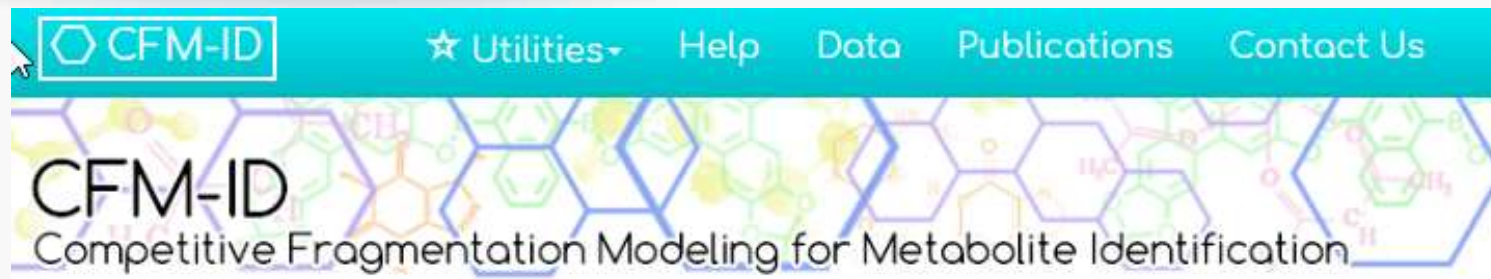 CFM-ID ☆ Utilities▾ Help Data Publications Contact Us
CFM-ID
Competitive Fragmentation Modeling for Metabolite Identification